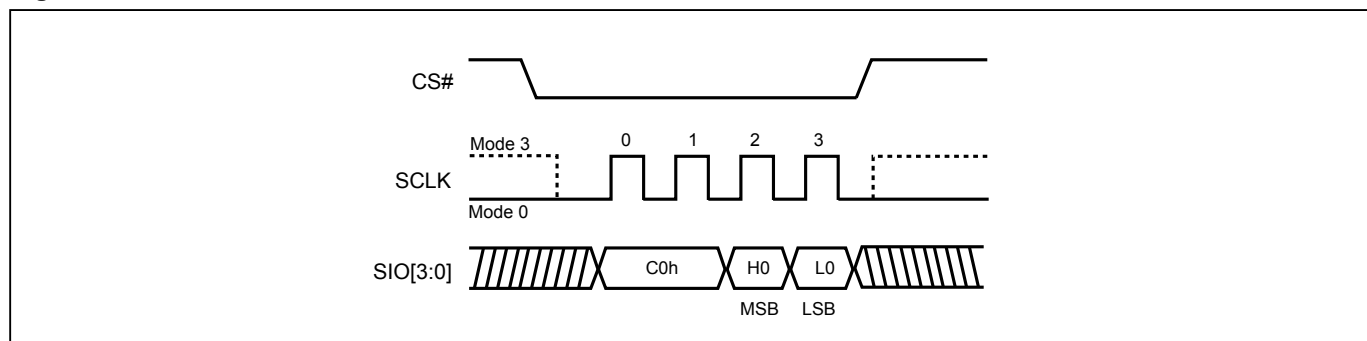 CS#
Mode 3
0 1 2 3
SCLK
Mode 0
SIO[3:0]
C0h H0 L0
MSB LSB